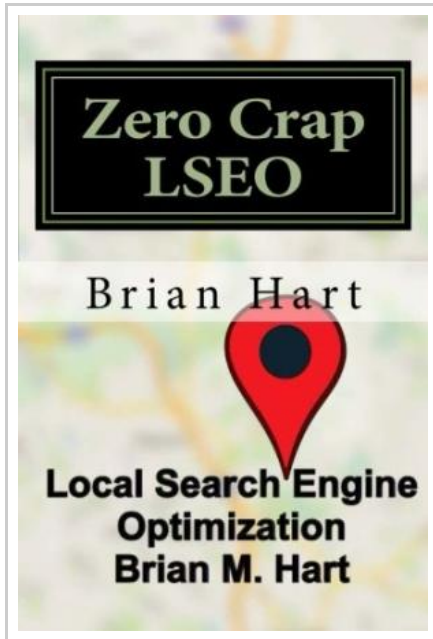 Zero Crap
LSEO
Brian Hart
Local Search Engine
Optimization
Brian M. Hart